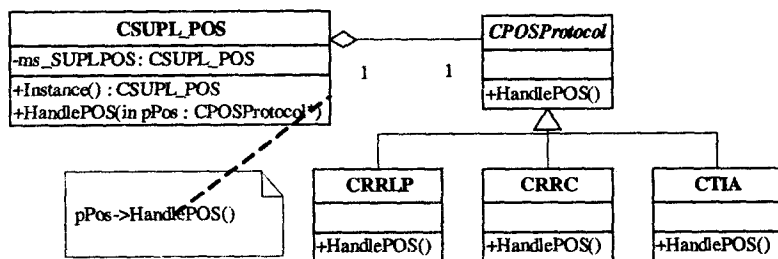 CSUPL_POS
-ms_SUPLPOS : CSUPL_POS
+Instance() : CSUPL_POS
+HandlePOS(in pPos : CPOSProtocol*)
1
1
CPOSProtocol
+HandlePOS()
pPos->HandlePOS()
CRRLP
+HandlePOS()
CRRC
+HandlePOS()
CTIA
+HandlePOS()